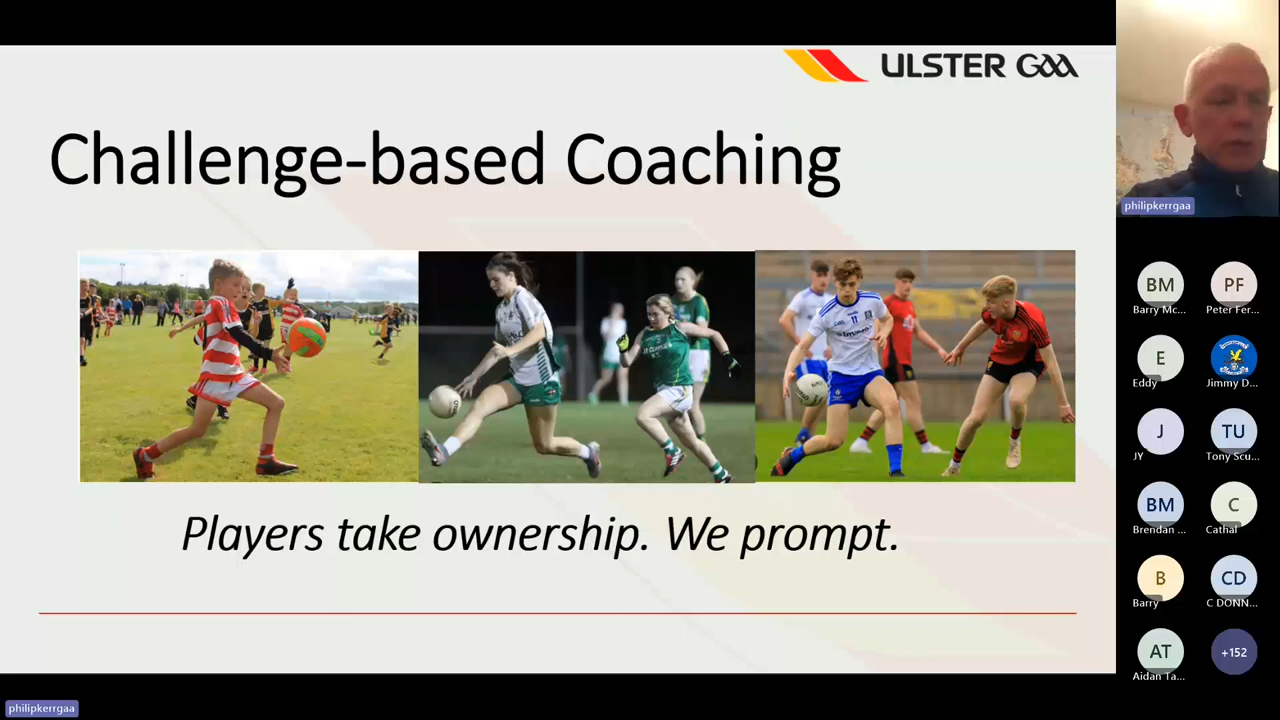 ULSTER GAA
Challenge-based Coaching
Players take ownership. We prompt.
philipkerrgaa
BM
Barry Mc...
PF
Peter Fer...
E
Eddy
Jimmy D...
J
JY
TU
Tony Scu...
BM
Brendan ...
C
Cathal
B
Barry
CD
C DONN...
AT
Aidan Ta...
+152
philipkerrgaa